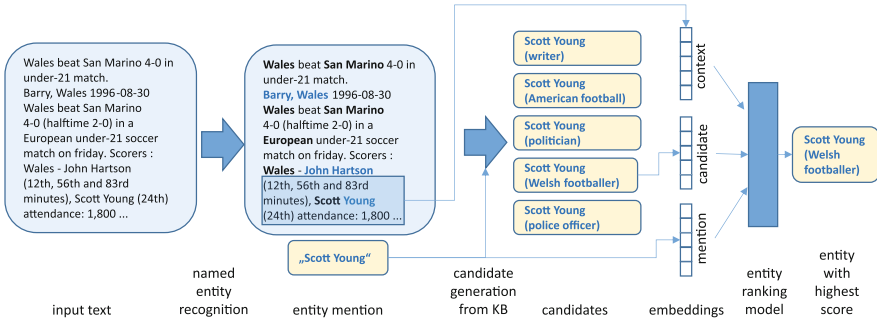 Wales beat San Marino 4-0 in
under-21 match.
Barry, Wales 1996-08-30
Wales beat San Marino
4-0 (halftime 2-0) in a
European under-21 soccer
match on friday. Scorers :
Wales - John Hartson
(12th, 56th and 83rd
minutes), Scott Young (24th)
attendance: 1,800 ...
input text
named
entity
recognition
Wales beat San Marino 4-0 in
under-21 match.
Barry, Wales 1996-08-30
Wales beat San Marino
4-0 (halftime 2-0) in a
European under-21 soccer
match on friday. Scorers :
Wales - John Hartson
(12th, 56th and 83rd
minutes), Scott Young
(24th) attendance: 1,800 ...
„Scott Young“
entity mention
candidate
generation
from KB
Scott Young
(writer)
Scott Young
(American football)
Scott Young
(politician)
Scott Young
(Welsh footballer)
Scott Young
(police officer)
candidates
context
candidate
mention
embeddings
entity
ranking
model
Scott Young
(Welsh
footballer)
entity
with
highest
score